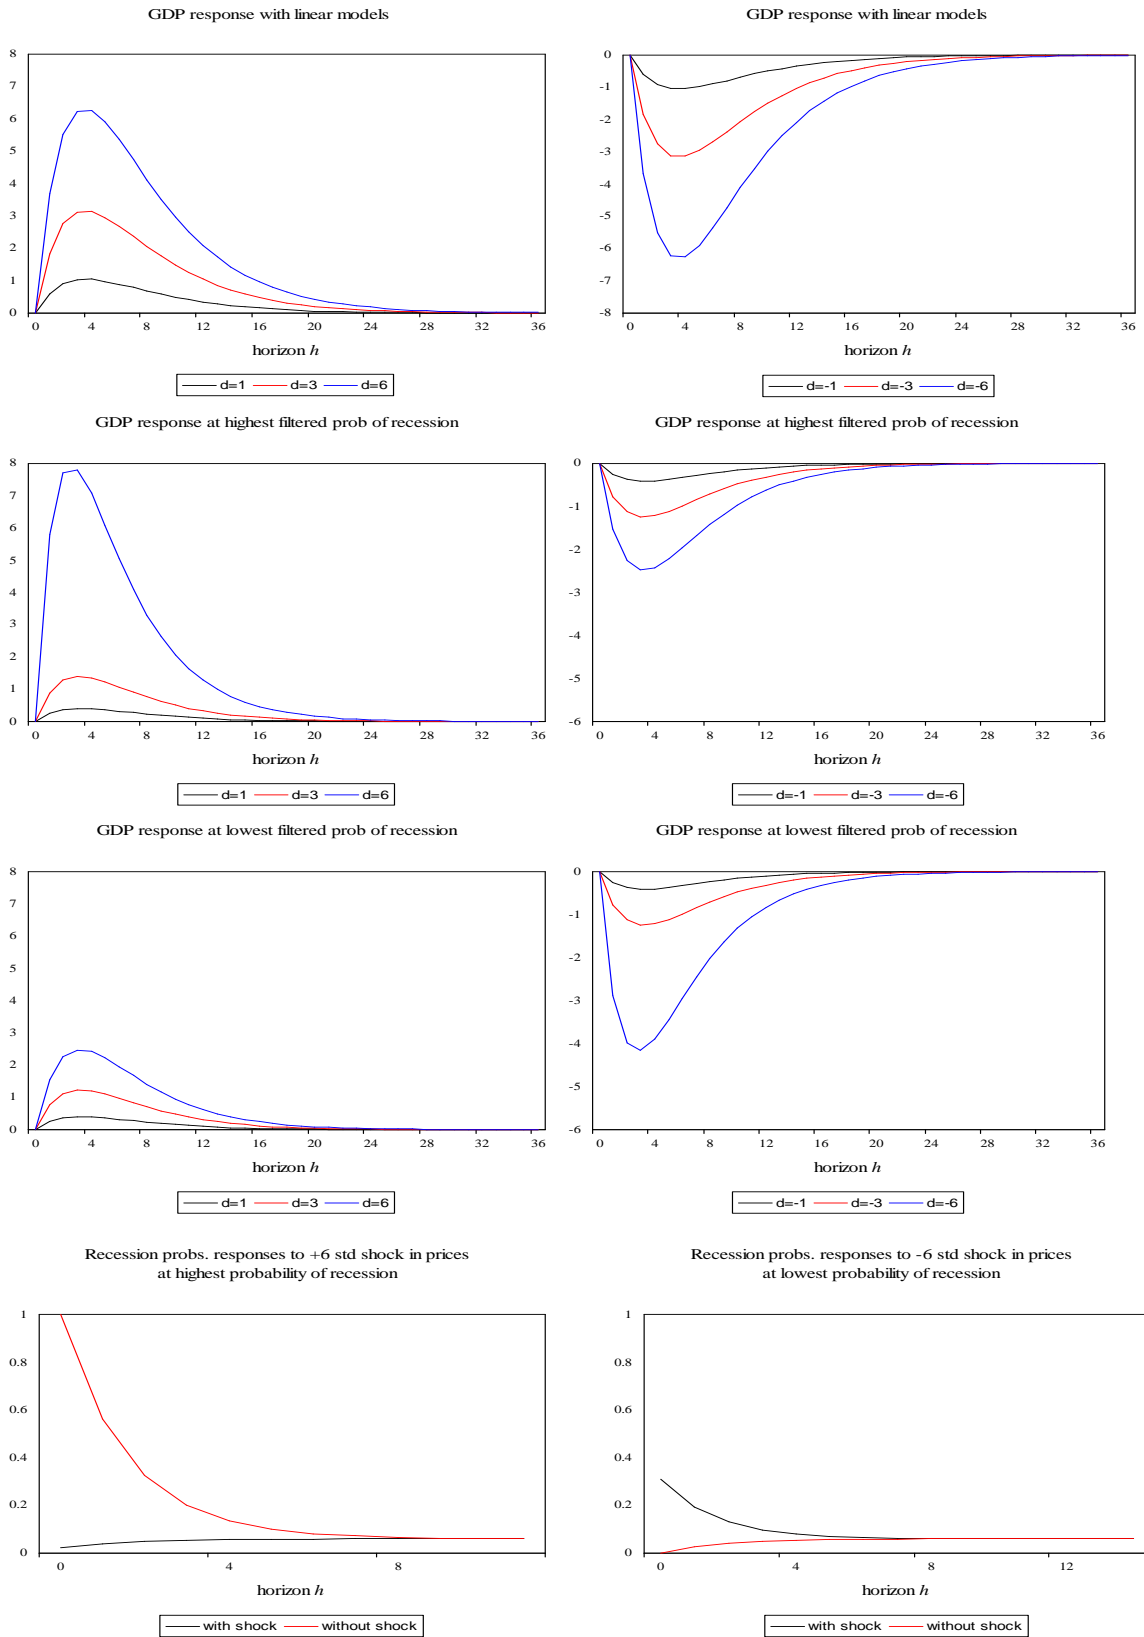 GDP response with linear models
8
7
6
5
4
3
2
1
0
0 4 8 12 16 20 24 28 32 36
horizon h
d=1 d=3 d=6
GDP response with linear models
0
-1
-2
-3
-4
-5
-6
-7
-8
0 4 8 12 16 20 24 28 32 36
horizon h
d=-1 d=-3 d=-6
GDP response at highest filtered prob of recession
8
7
6
5
4
3
2
1
0
0 4 8 12 16 20 24 28 32 36
horizon h
d=1 d=3 d=6
GDP response at highest filtered prob of recession
0
-1
-2
-3
-4
-5
-6
0 4 8 12 16 20 24 28 32 36
horizon h
d=-1 d=-3 d=-6
GDP response at lowest filtered prob of recession
8
7
6
5
4
3
2
1
0
0 4 8 12 16 20 24 28 32 36
horizon h
d=1 d=3 d=6
GDP response at lowest filtered prob of recession
0
-1
-2
-3
-4
-5
-6
0 4 8 12 16 20 24 28 32 36
horizon h
d=-1 d=-3 d=-6
Recession probs. responses to +6 std shock in prices
at highest probability of recession
1
0.8
0.6
0.4
0.2
0
0 4 8
horizon h
with shock without shock
Recession probs. responses to -6 std shock in prices
at lowest probability of recession
1
0.8
0.6
0.4
0.2
0
0 4 8 12
horizon h
with shock without shock